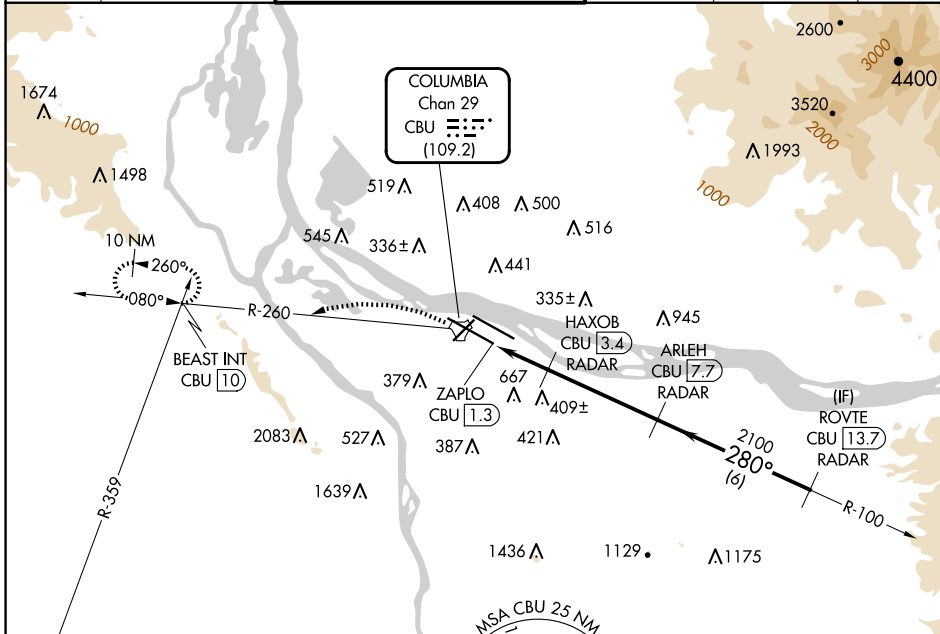 2600
3000
4400
COLUMBIA
Chan 29
CBU
(109.2)
1674
1000
3520
2000
1993
1498
519
1000
408
500
516
545
336±
10 NM
441
260°
080°
335±
R-260
HAXOB
CBU 3.4
RADAR
945
ARLEH
CBU 7.7
RADAR
BEAST INT
CBU 10
379
667
ZAPLO
CBU 1.3
409±
(IF)
ROVTE
CBU 13.7
RADAR
2083
527
387
421
2100
280°
(6)
R-359
1639
R-100
1436
1129
1175
MSA CBU 25 NM